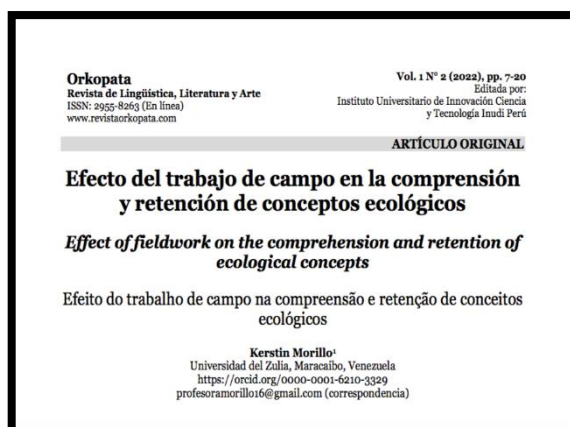 Orkopata
Revista de Lingüística, Literatura y Arte
ISSN: 2955-8263 (En línea)
www.revistaorkopata.com
Vol. 1 N° 2 (2022), pp. 7-20
Editada por:
Instituto Universitario de Innovación Ciencia
y Tecnología Inudi Perú
ARTÍCULO ORIGINAL
Efecto del trabajo de campo en la comprensión
y retención de conceptos ecológicos
Effect of fieldwork on the comprehension and retention of
ecological concepts
Efeito do trabalho de campo na compreensão e retenção de conceitos
ecológicos
Kerstin Morillo¹
Universidad del Zulia, Maracaibo, Venezuela
https://orcid.org/0000-0001-6210-3329
profesoramorillo16@gmail.com (correspondencia)